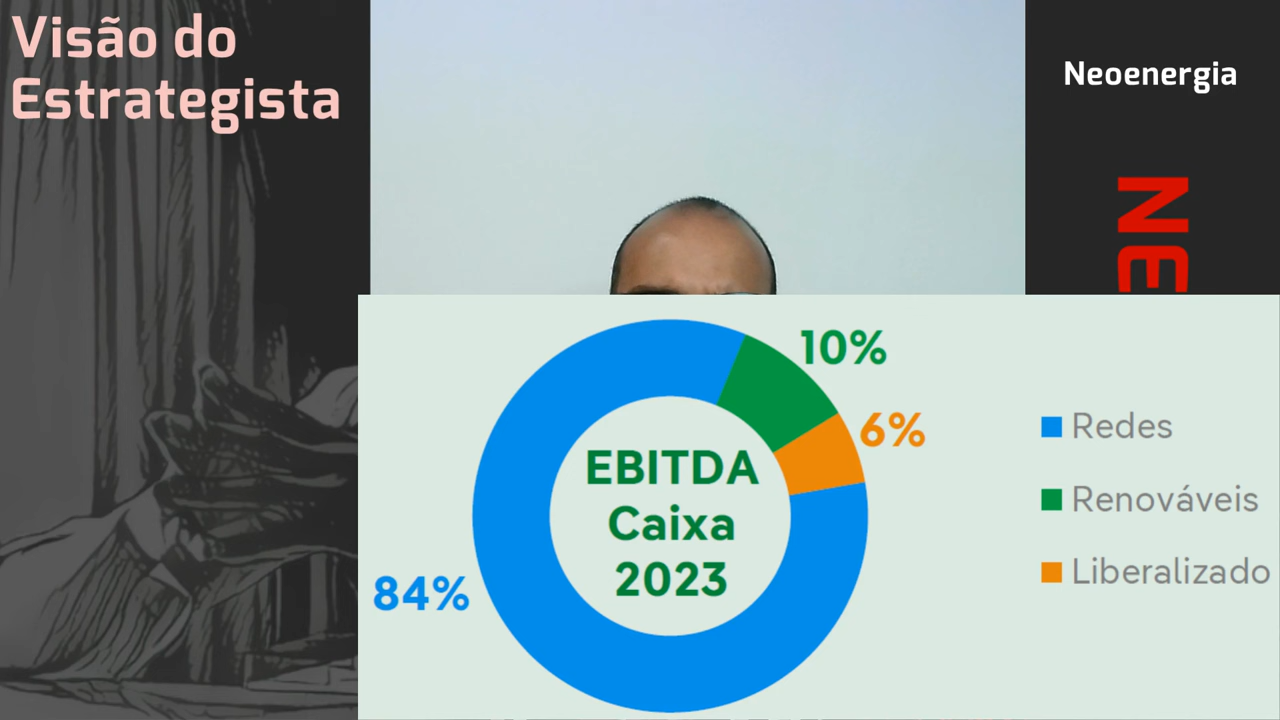 Visão do
Estrategista
Neoenergia
NE
10%
6%
84%
EBITDA
Caixa
2023
Redes
Renováveis
Liberalizado